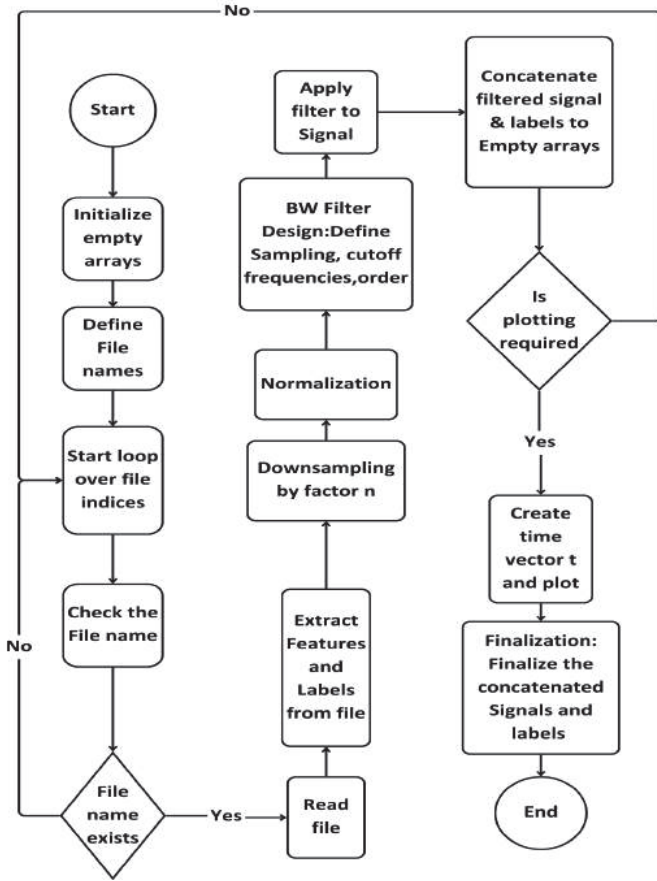 No
Start
Initialize
empty
arrays
Define
File
names
Start loop
over file
indices
Check the
File name
No
File
name
exists
Yes
Read
file
Extract
Features
and
Labels
from file
Downsampling
by factor n
Normalization
BW Filter
Design:Define
Sampling, cutoff
frequencies,order
Apply
filter to
Signal
Concatenate
filtered signal
& labels to
Empty arrays
Is
plotting
required
Yes
Create
time
vector t
and plot
Finalization:
Finalize the
concatenated
Signals and
labels
End